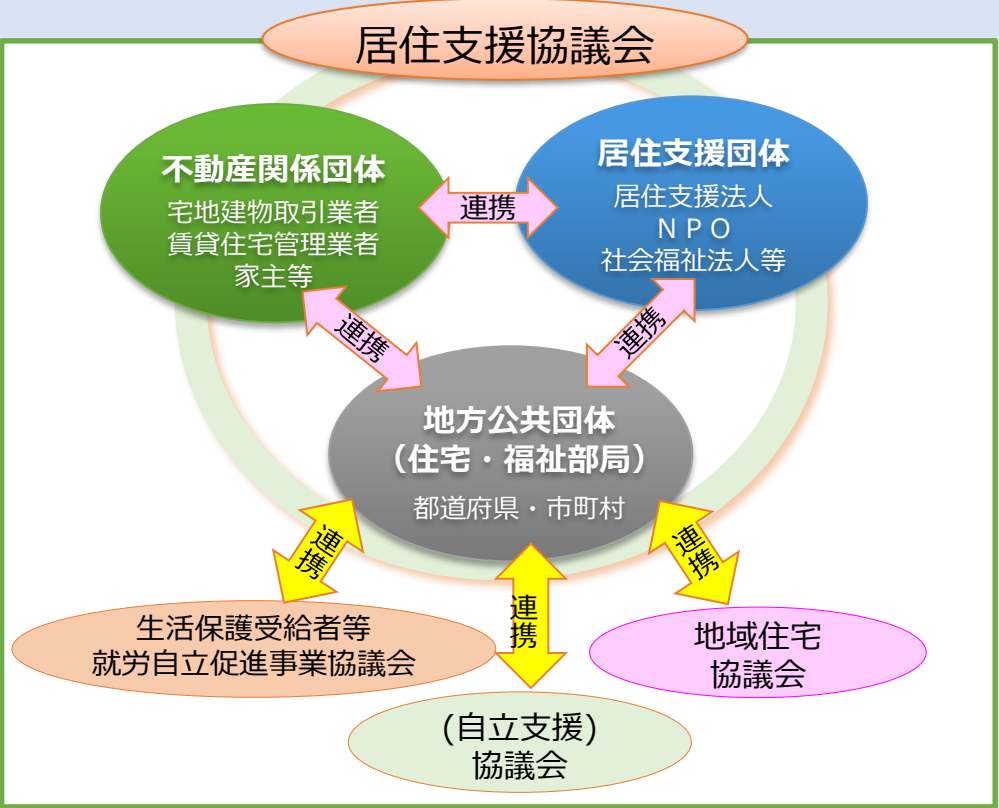 居住支援協議会
不動産関係団体
宅地建物取引業者
賃貸住宅管理業者
家主等
連携
居住支援団体
居住支援法人
ＮＰＯ
社会福祉法人等
連携
連携
地方公共団体
（住宅・福祉部局）
都道府県・市町村
連携
連携
連携
生活保護受給者等
就労自立促進事業協議会
(自立支援)
協議会
地域住宅
協議会